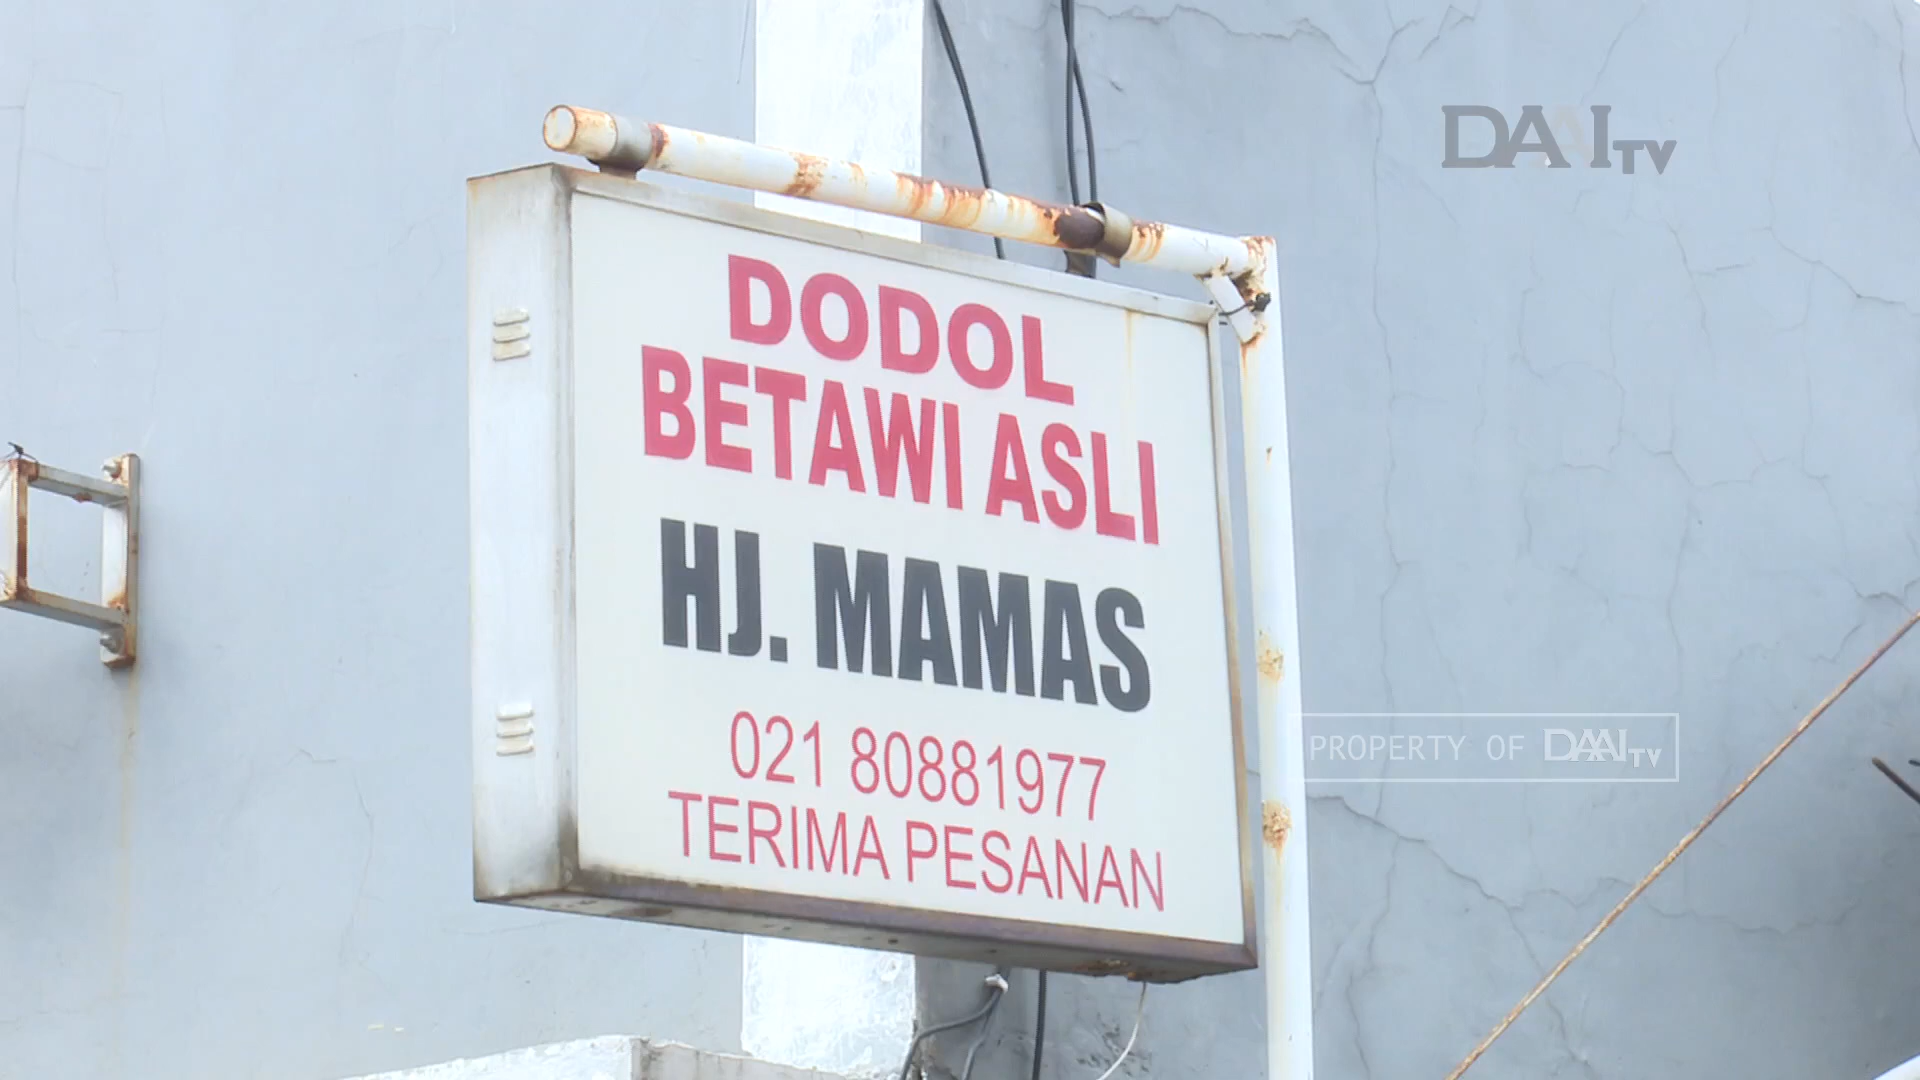 DAAI TV
DODOL
BETAWI ASLI
HJ. MAMAS
021 80881977
TERIMA PESANAN
PROPERTY OF DAAI TV